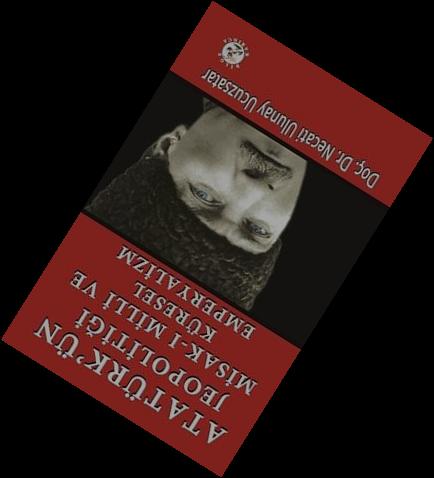 ATATÜRK'ÜN
JEOPOLİTİĞİ
MİSAK-I MİLLİ VE
KÜRESEL
EMPERYALİZM
Doç. Dr. Necati Ulunay Ucuzsatar